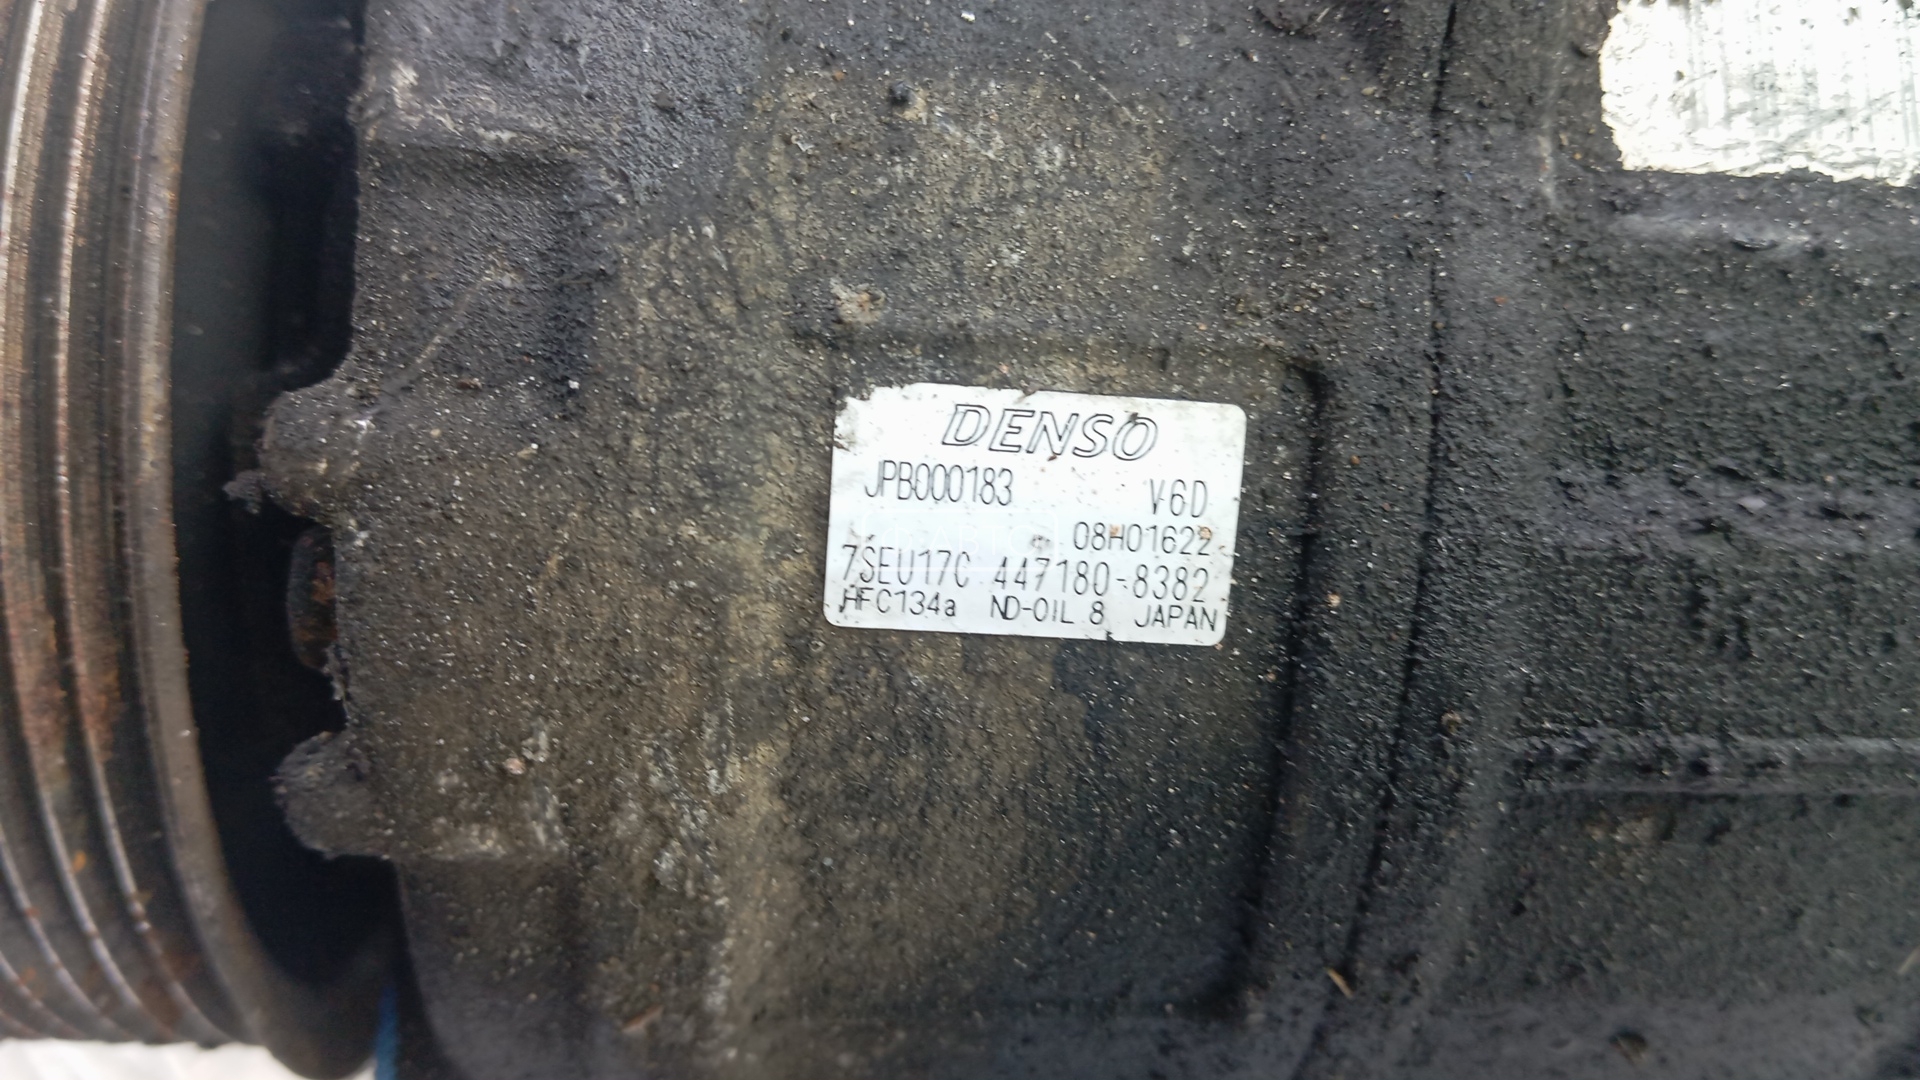 DENSO
JPB000183 V6D
08H01622
7SEU17C 447180-8382
HFC134a ND-OIL 8 JAPAN